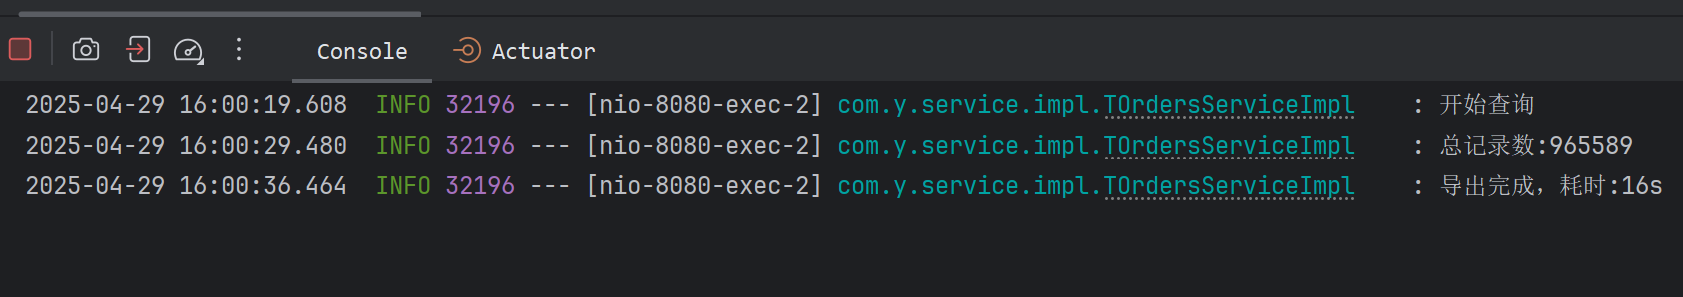 Console Actuator
2025-04-29 16:00:19.608 INFO 32196 --- [nio-8080-exec-2] com.y.service.impl.TOrdersServiceImpl : 开始查询
2025-04-29 16:00:29.480 INFO 32196 --- [nio-8080-exec-2] com.y.service.impl.TOrdersServiceImpl : 总记录数:965589
2025-04-29 16:00:36.464 INFO 32196 --- [nio-8080-exec-2] com.y.service.impl.TOrdersServiceImpl : 导出完成，耗时:16s